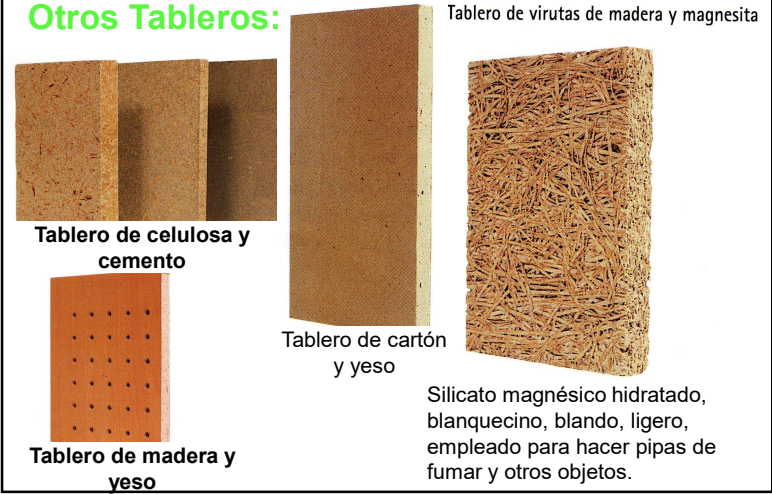 Otros Tableros:
Tablero de virutas de madera y magnesita
Tablero de celulosa y
cemento
Tablero de cartón
y yeso
Tablero de madera y
yeso
Silicato magnésico hidratado,
blanquecino, blando, ligero,
empleado para hacer pipas de
fumar y otros objetos.